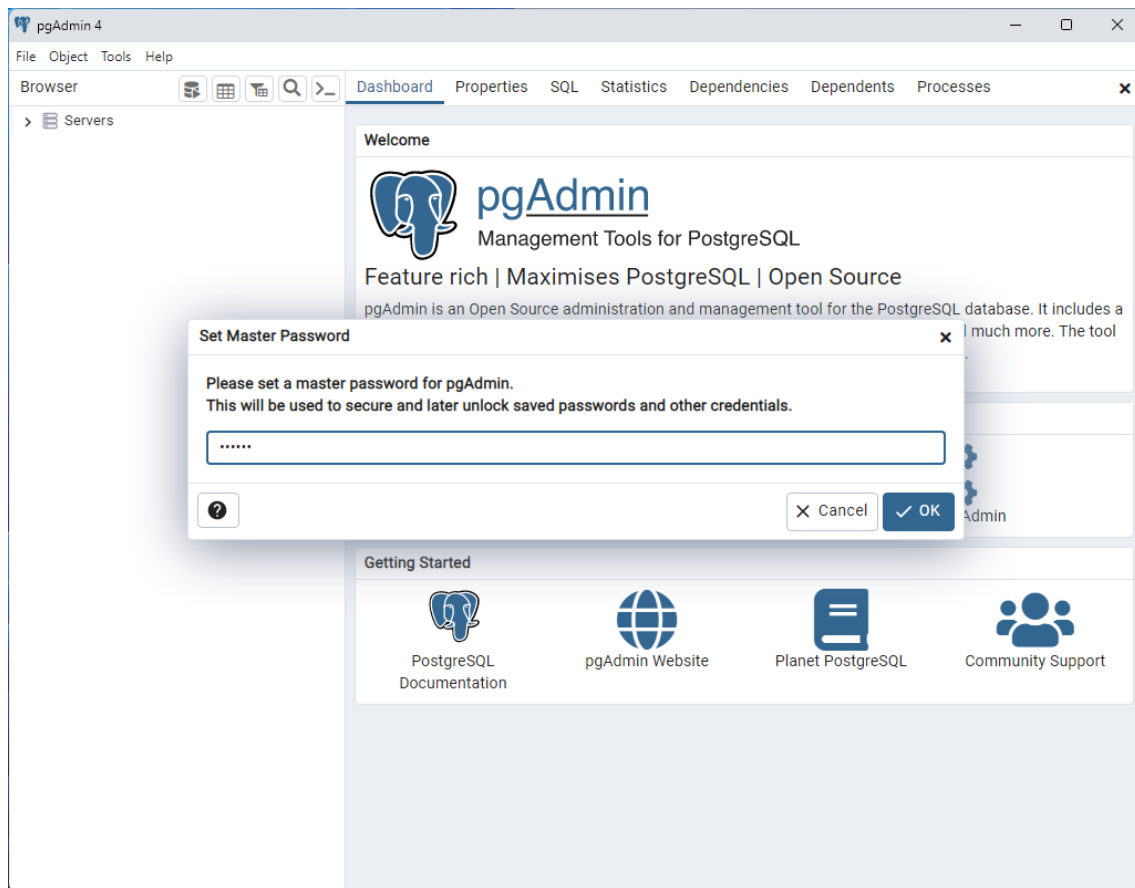 pgAdmin 4
File Object Tools Help
Browser
Dashboard Properties SQL Statistics Dependencies Dependents Processes
Servers
Welcome
pgAdmin
Management Tools for PostgreSQL
Feature rich | Maximises PostgreSQL | Open Source
pgAdmin is an Open Source administration and management tool for the PostgreSQL database. It includes a
much more. The tool
Set Master Password
Please set a master password for pgAdmin.
This will be used to secure and later unlock saved passwords and other credentials.
••••••
Cancel
OK
Getting Started
PostgreSQL
Documentation
pgAdmin Website
Planet PostgreSQL
Community Support